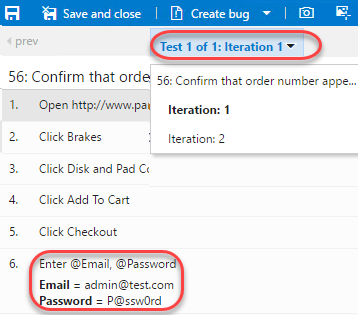 Save and close
Create bug
prev
Test 1 of 1: Iteration 1
56: Confirm that orde
56: Confirm that order number appe...
Iteration: 1
Iteration: 2
1. Open http://www.pa
2. Click Brakes
3. Click Disk and Pad Co
4. Click Add To Cart
5. Click Checkout
6. Enter @Email, @Password
Email = admin@test.com
Password = P@ssw0rd